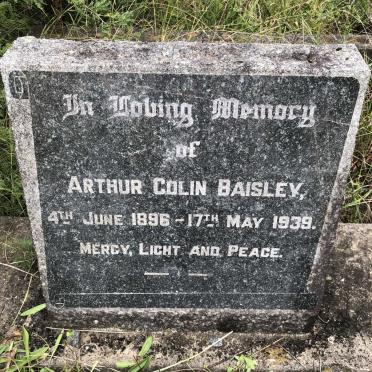 In Loving Memory
of
ARTHUR COLIN BAISLEY,
4TH JUNE 1896 - 17TH MAY 1939.
MERCY, LIGHT AND PEACE.